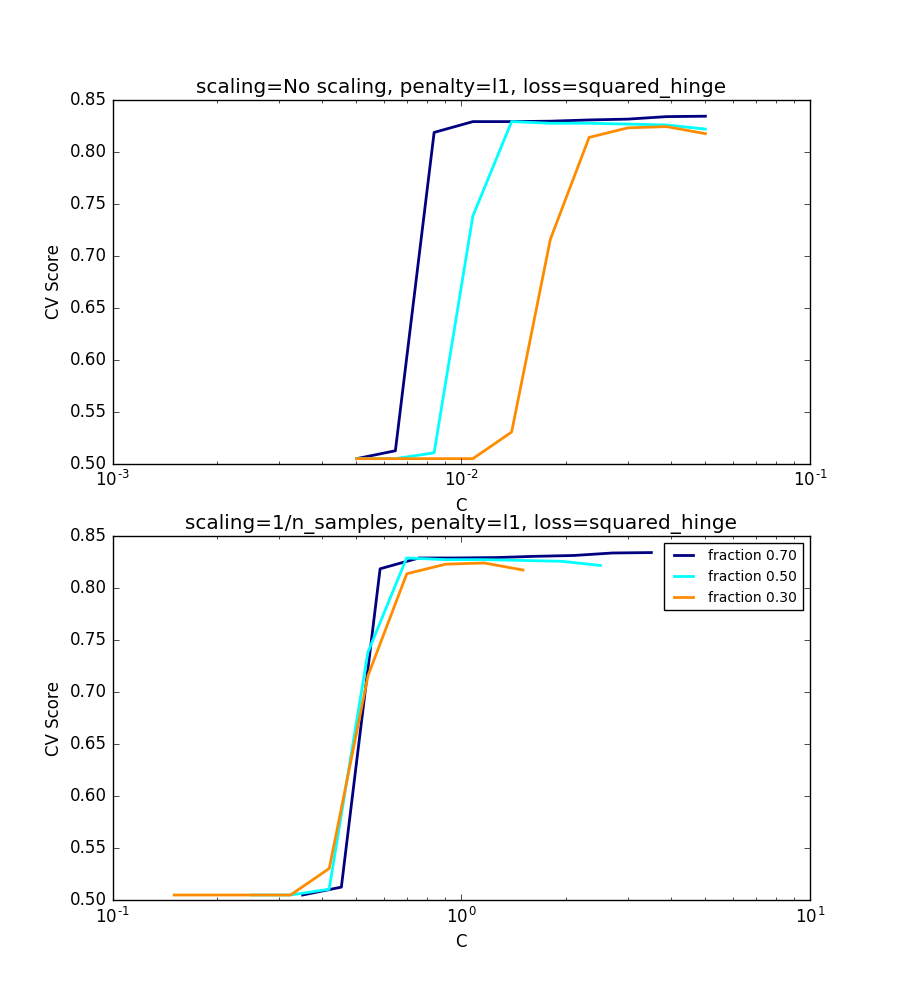 scaling=No scaling, penalty=l1, loss=squared_hinge
0.85
0.80
0.75
0.70
0.65
0.60
0.55
0.50
CV Score
10^-3
10^-2
10^-1
C
scaling=1/n_samples, penalty=l1, loss=squared_hinge
0.85
0.80
0.75
0.70
0.65
0.60
0.55
0.50
CV Score
fraction 0.70
fraction 0.50
fraction 0.30
10^-1
10^0
10^1
C